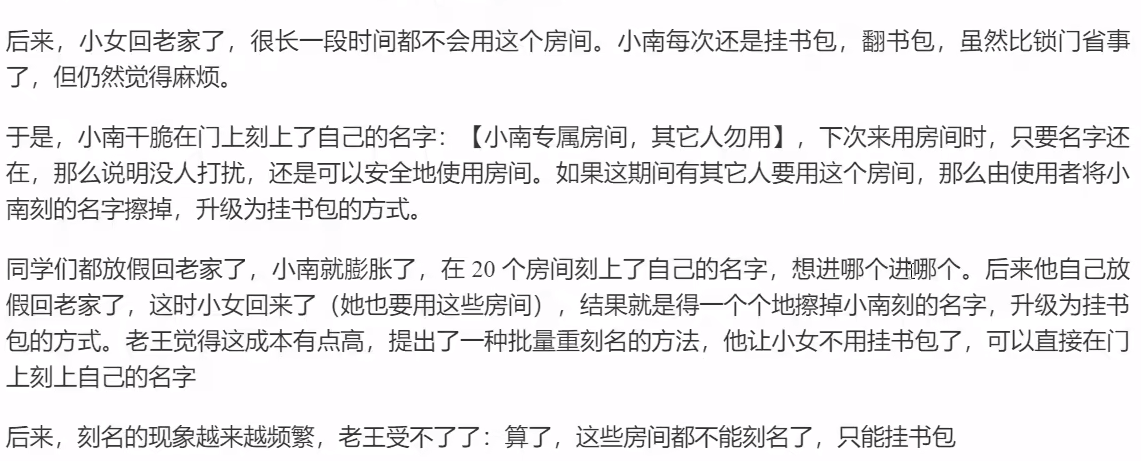 后来，小女回老家了，很长一段时间都不会用这个房间。小南每次还是挂书包，翻书包，虽然比锁门省事
了，但仍然觉得麻烦。
于是，小南干脆在门上刻上了自己的名字：【小南专属房间，其它人勿用】，下次来用房间时，只要名字还
在，那么说明没人打扰，还是可以安全地使用房间。如果这期间有其它人要用这个房间，那么由使用者将小
南刻的名字擦掉，升级为挂书包的方式。
同学们都放假回老家了，小南就膨胀了，在 20 个房间刻上了自己的名字，想进哪个进哪个。后来他自己放
假回老家了，这时小女回来了（她也要用这些房间），结果就是得一个个地擦掉小南刻的名字，升级为挂书
包的方式。老王觉得这成本有点高，提出了一种批量重刻名的方法，他让小女不用挂书包了，可以直接在门
上刻上自己的名字
后来，刻名的现象越来越频繁，老王受不了了：算了，这些房间都不能刻名了，只能挂书包